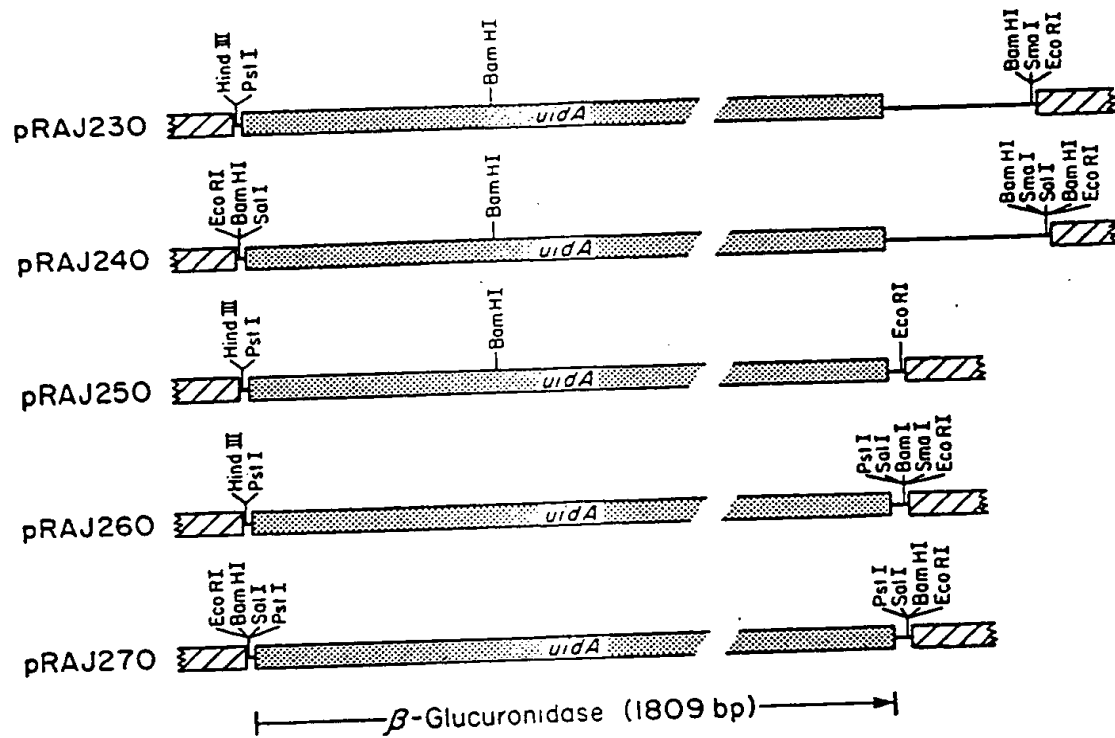 Hind III
Pst I
Bam HI
Bam HI
Sma I
Eco RI
pRAJ230
uidA
Eco RI
Bam HI
Sal I
Bam HI
Bam HI
Sma I
Sal I
Bam HI
Eco RI
pRAJ240
uidA
Hind III
Pst I
Bam HI
Eco RI
pRAJ250
uidA
Hind III
Pst I
Pst I
Sal I
Bam I
Sma I
Eco RI
pRAJ260
uidA
Eco RI
Bam HI
Sal I
Pst I
Pst I
Sal I
Bam HI
Eco RI
pRAJ270
uidA
β-Glucuronidase (1809 bp)